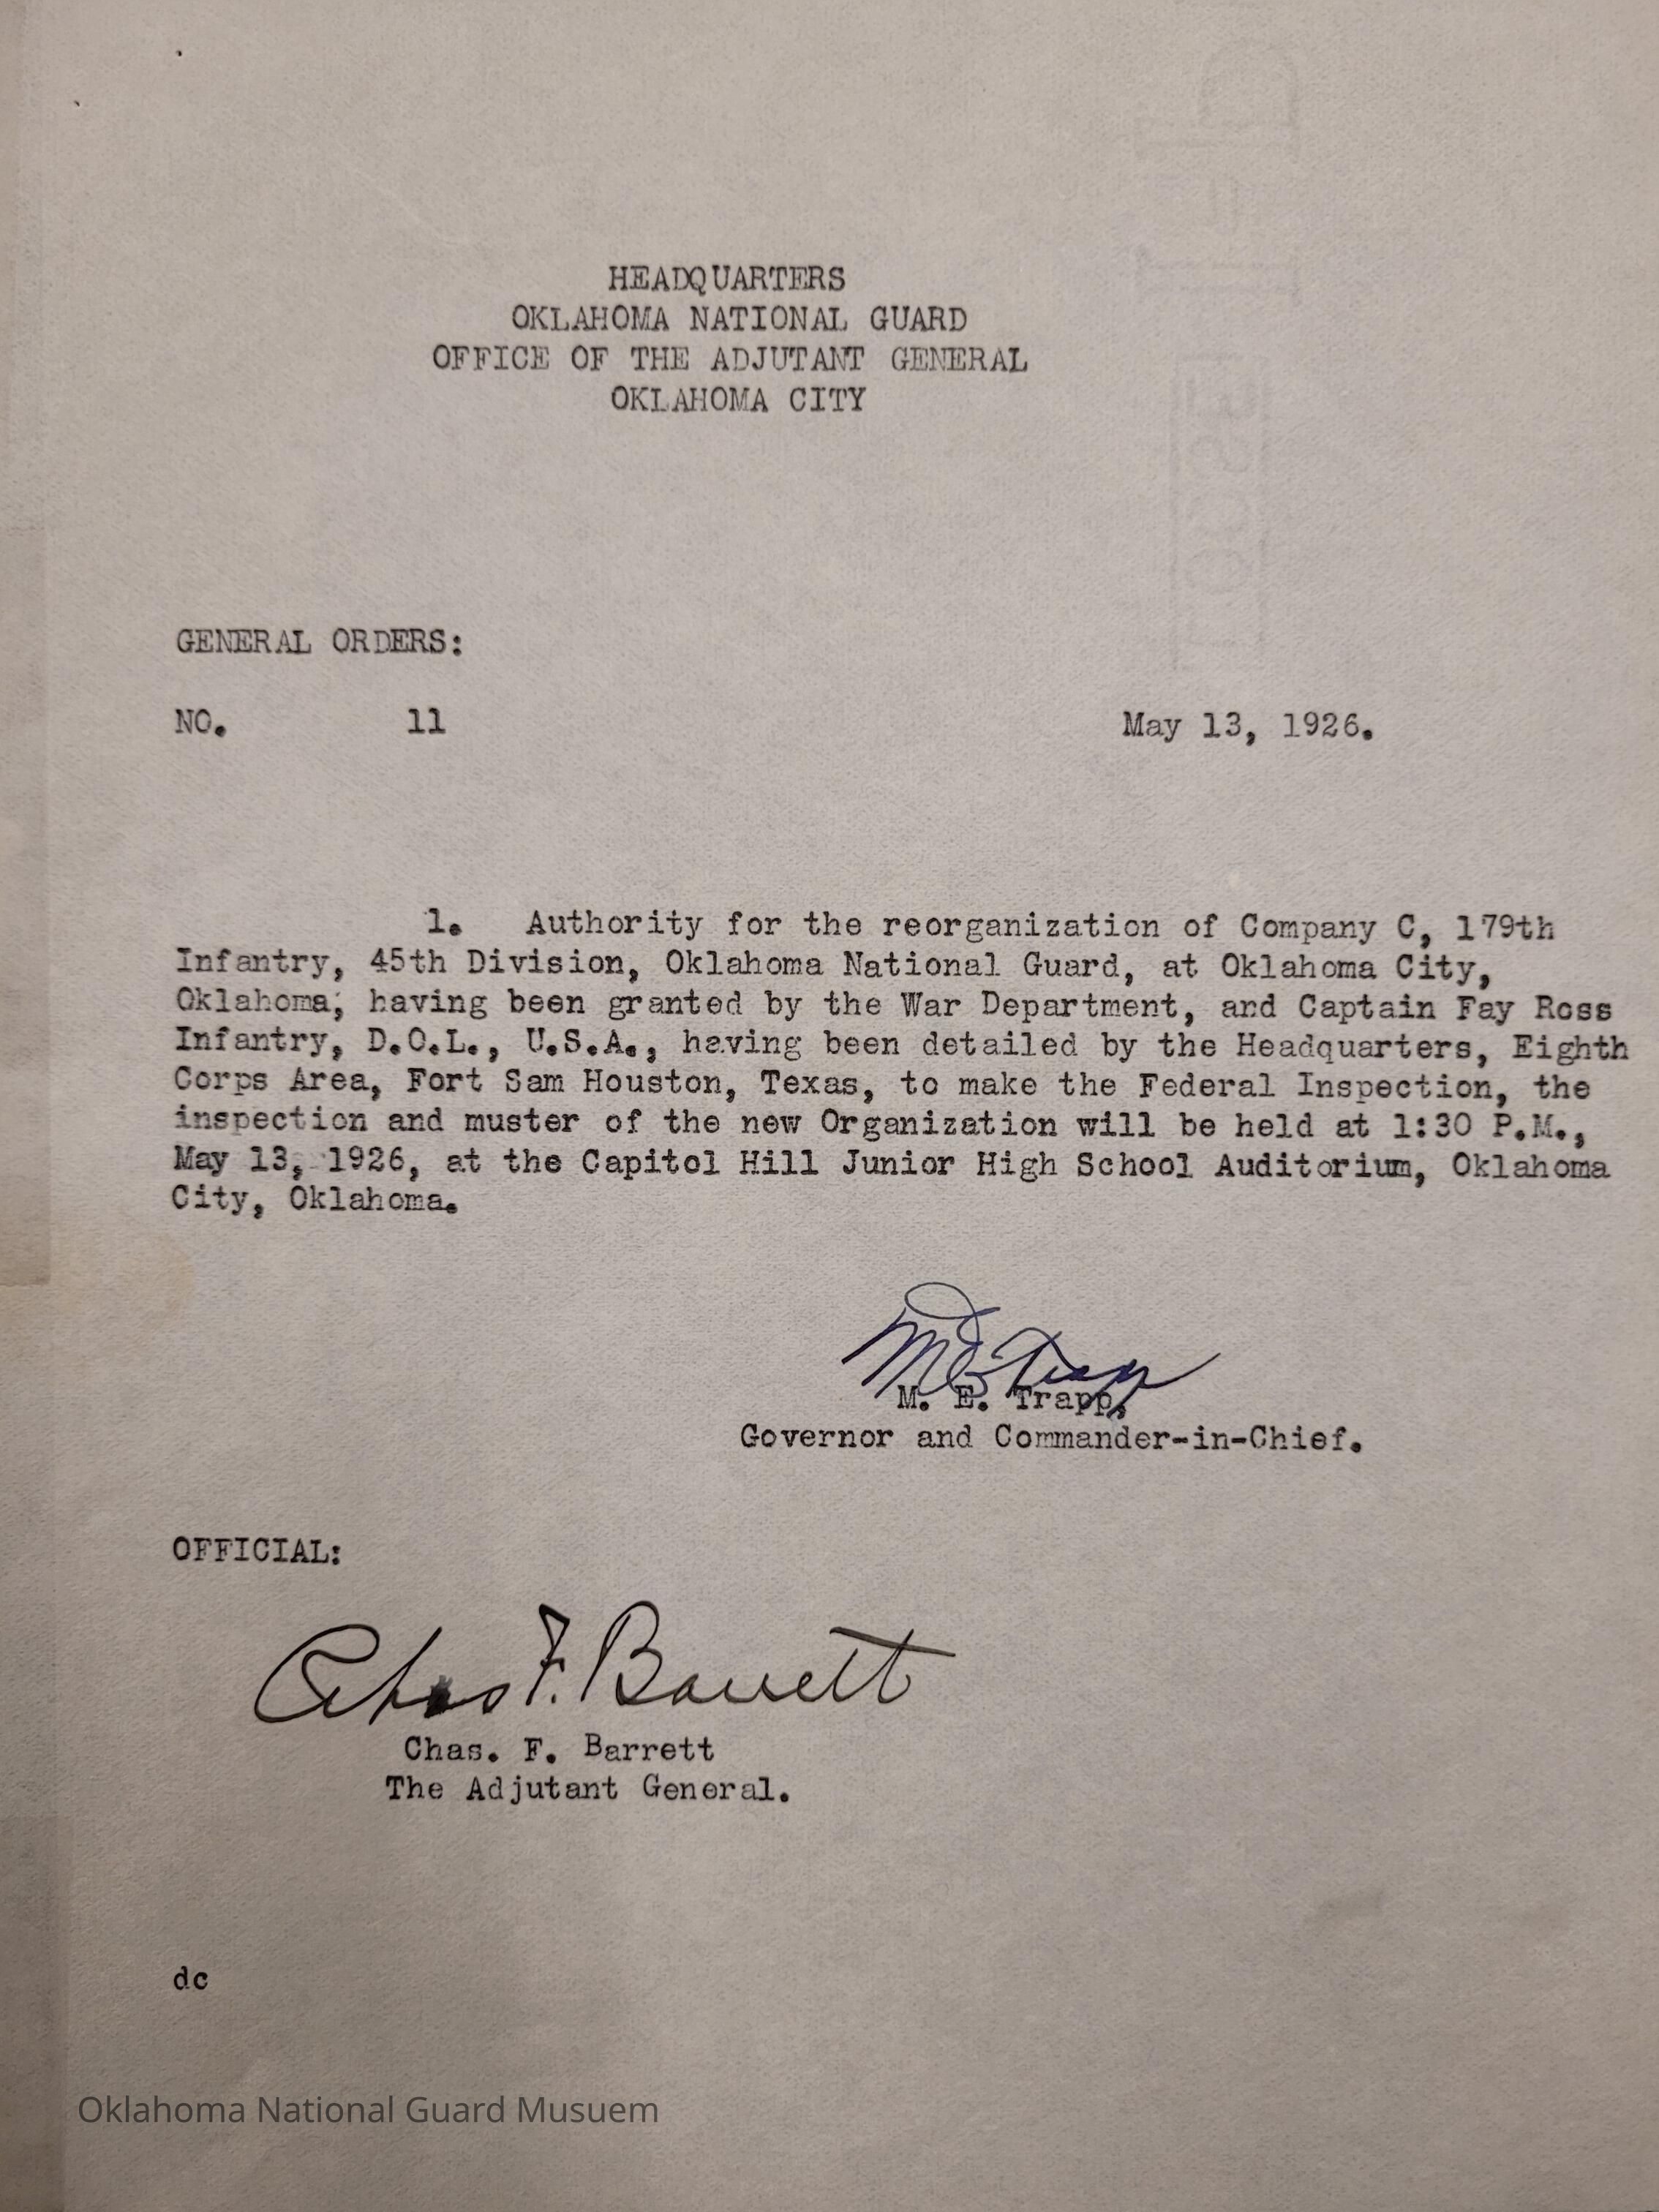 HEADQUARTERS
OKLAHOMA NATIONAL GUARD
OFFICE OF THE ADJUTANT GENERAL
OKLAHOMA CITY
GENERAL ORDERS:
NO. 11 May 13, 1926.
1. Authority for the reorganization of Company C, 179th
Infantry, 45th Division, Oklahoma National Guard, at Oklahoma City,
Oklahoma; having been granted by the War Department, and Captain Fay Ross
Infantry, D.O.L., U.S.A., having been detailed by the Headquarters, Eighth
Corps Area, Fort Sam Houston, Texas, to make the Federal Inspection, the
inspection and muster of the new Organization will be held at 1:30 P.M.,
May 13, 1926, at the Capitol Hill Junior High School Auditorium, Oklahoma
City, Oklahoma.
M E Trapp
M. E. Trapp,
Governor and Commander-in-Chief.
OFFICIAL:
Chas F. Barrett
Chas. F. Barrett
The Adjutant General.
dc
Oklahoma National Guard Musuem